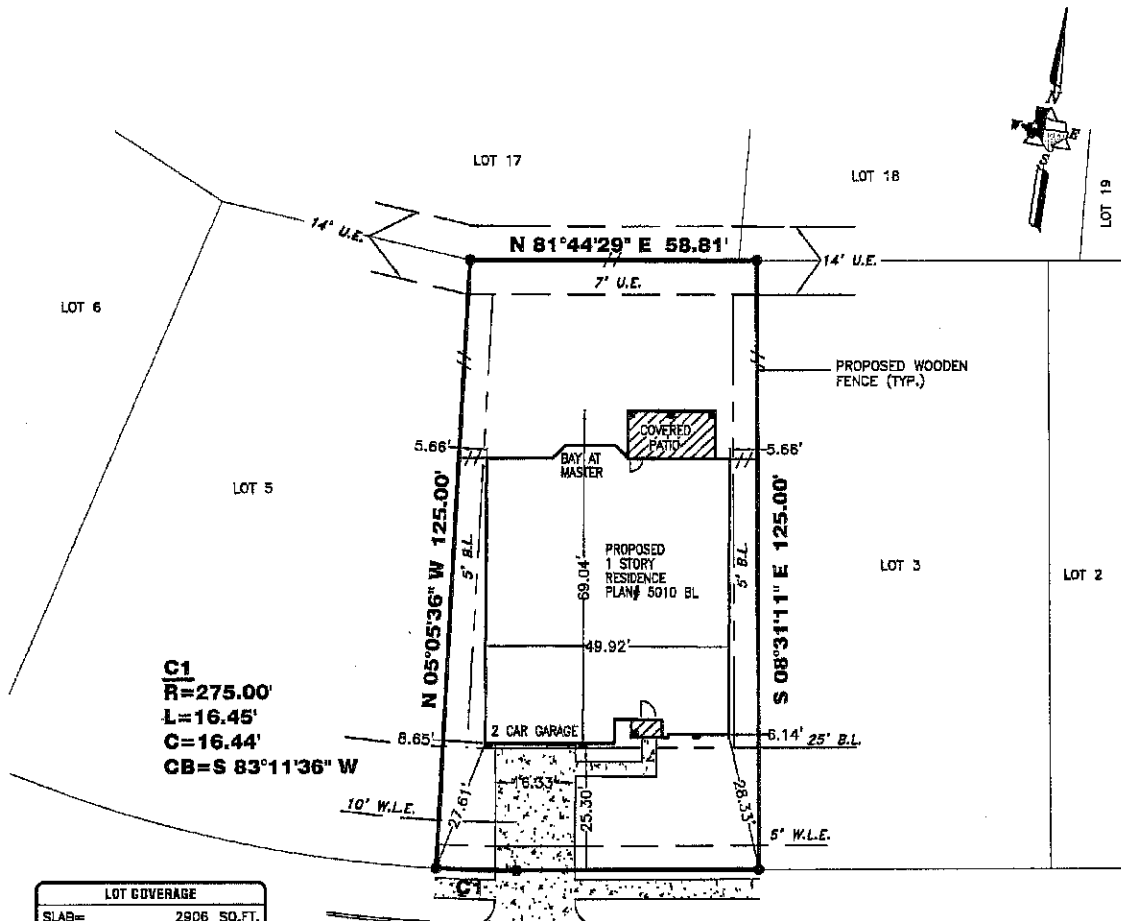 N
W
E
S
LOT 17
LOT 18
LOT 19
14' U.E.
N 81°44'29" E 58.81'
14' U.E.
7' U.E.
LOT 6
PROPOSED WOODEN
FENCE (TYP.)
COVERED
PATIO
5.66'
BAY AT
MASTER
5.66'
LOT 5
N 05°05'36" W 125.00'
5' B.L.
69.04'
PROPOSED
1 STORY
RESIDENCE
PLAN# 5010 BL
5' B.L.
S 08°31'11" E 125.00'
LOT 3
LOT 2
49.92'
C1
R=275.00'
L=16.45'
C=16.44'
CB=S 83°11'36" W
8.65'
2 CAR GARAGE
6.14'
25' B.L.
16.33'
27.61'
25.30'
28.33'
10' W.L.E.
5' W.L.E.
C1
LOT COVERAGE
SLAB= 2906 SQ.FT.